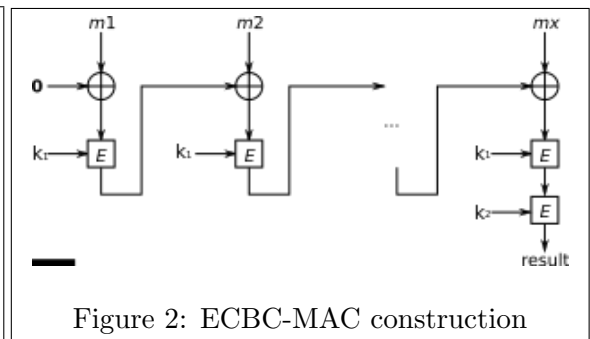 m1 m2 mx
0
...
k₁ E k₁ E k₁ E
k₂ E
result
Figure 2: ECBC-MAC construction